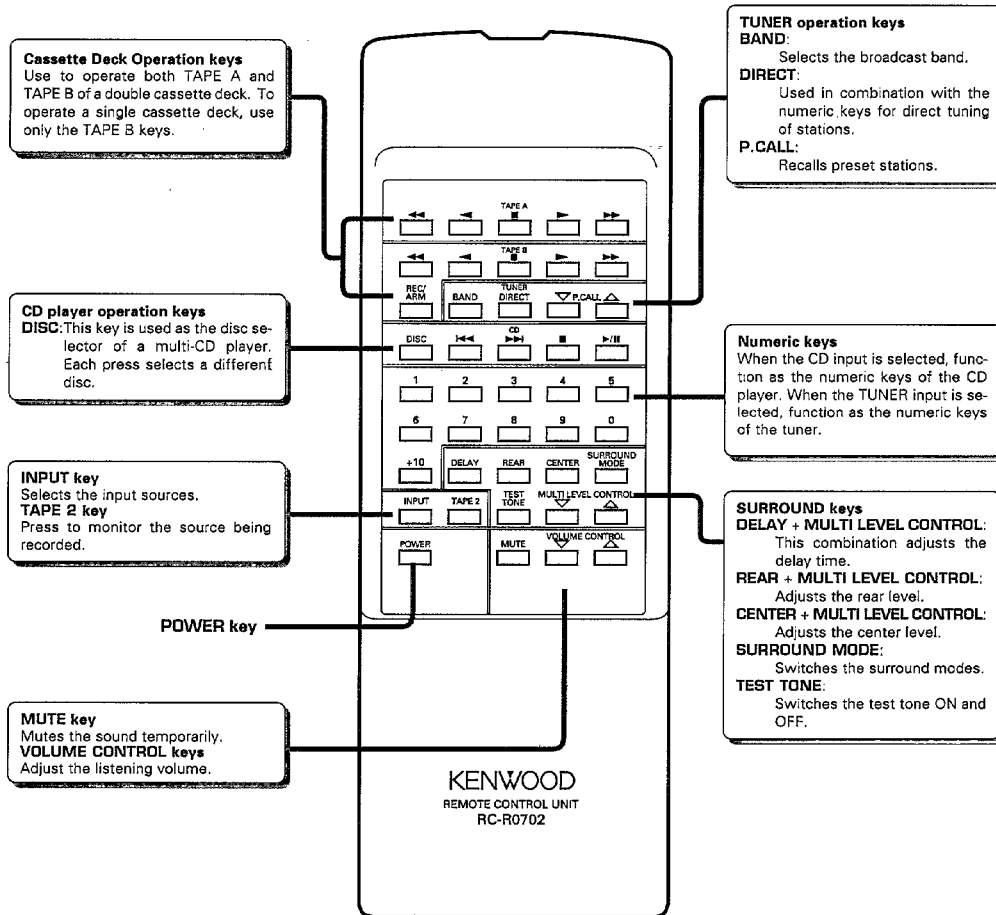 Cassette Deck Operation keys
Use to operate both TAPE A and
TAPE B of a double cassette deck. To
operate a single cassette deck, use
only the TAPE B keys.
CD player operation keys
DISC:This key is used as the disc se-
lector of a multi-CD player.
Each press selects a different
disc.
INPUT key
Selects the input sources.
TAPE 2 key
Press to monitor the source being
recorded.
POWER key
MUTE key
Mutes the sound temporarily.
VOLUME CONTROL keys
Adjust the listening volume.
TAPE A
TAPE B
REC/
ARM
BAND
TUNER
DIRECT
P.CALL
DISC
CD
1 2 3 4 5
6 7 8 9 0
+10 DELAY REAR CENTER SURROUND
MODE
INPUT TAPE 2 TEST
TONE
MULTI LEVEL CONTROL
POWER MUTE VOLUME CONTROL
KENWOOD
REMOTE CONTROL UNIT
RC-R0702
TUNER operation keys
BAND:
Selects the broadcast band.
DIRECT:
Used in combination with the
numeric keys for direct tuning
of stations.
P.CALL:
Recalls preset stations.
Numeric keys
When the CD input is selected, func-
tion as the numeric keys of the CD
player. When the TUNER input is se-
lected, function as the numeric keys
of the tuner.
SURROUND keys
DELAY + MULTI LEVEL CONTROL:
This combination adjusts the
delay time.
REAR + MULTI LEVEL CONTROL:
Adjusts the rear level.
CENTER + MULTI LEVEL CONTROL:
Adjusts the center level.
SURROUND MODE:
Switches the surround modes.
TEST TONE:
Switches the test tone ON and
OFF.